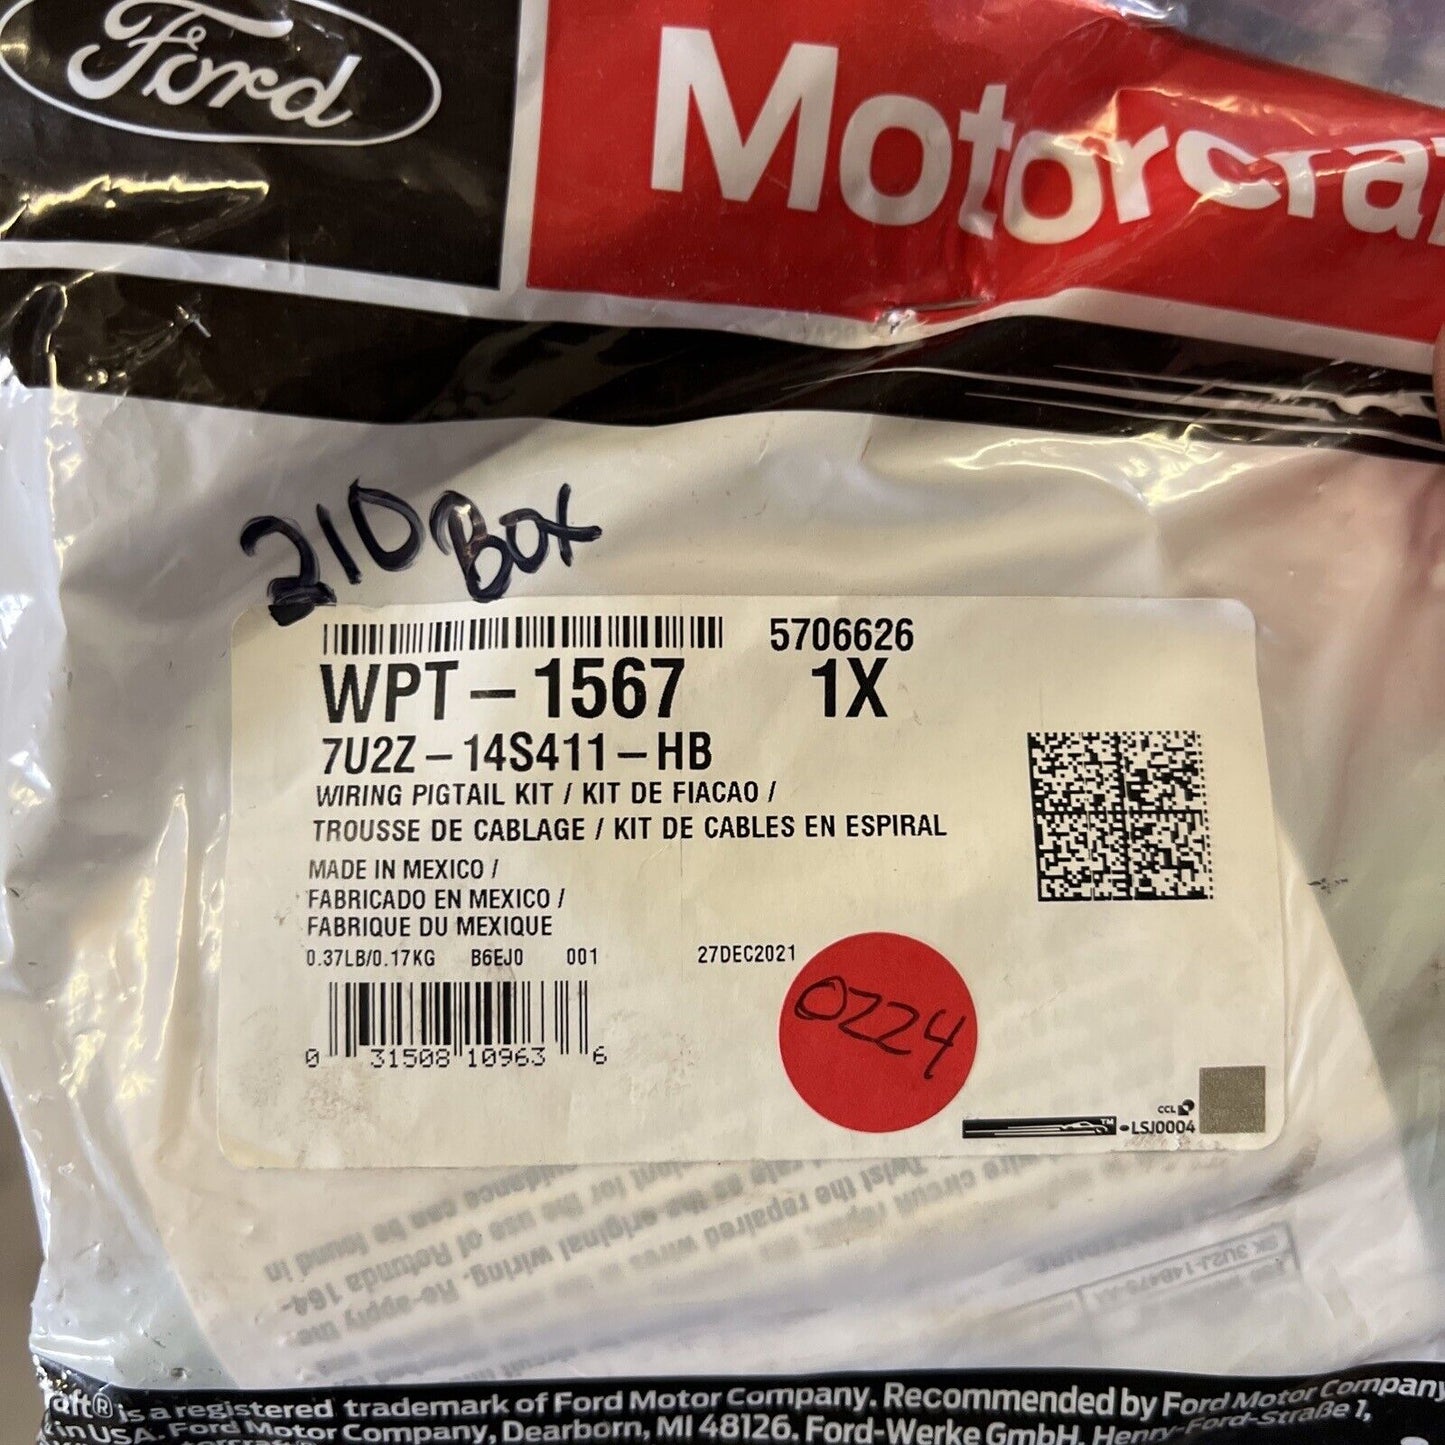 Ford
Motorcra
210 Box
5706626
WPT-1567 1X
7U2Z-14S411-HB
WIRING PIGTAIL KIT / KIT DE FIACAO /
TROUSSE DE CABLAGE / KIT DE CABLES EN ESPIRAL
MADE IN MEXICO /
FABRICADO EN MEXICO /
FABRIQUE DU MEXIQUE
0.37LB/0.17KG B6EJ0 001 27DEC2021
0224
0 31508 10963 6
CCL
TM
-LSJ0004
aft® is a registered trademark of Ford Motor Company. Recommended by Ford Motor Company
in USA. Ford Motor Company, Dearborn, MI 48126. Ford-Werke GmbH, Henry-Ford-Straße 1,